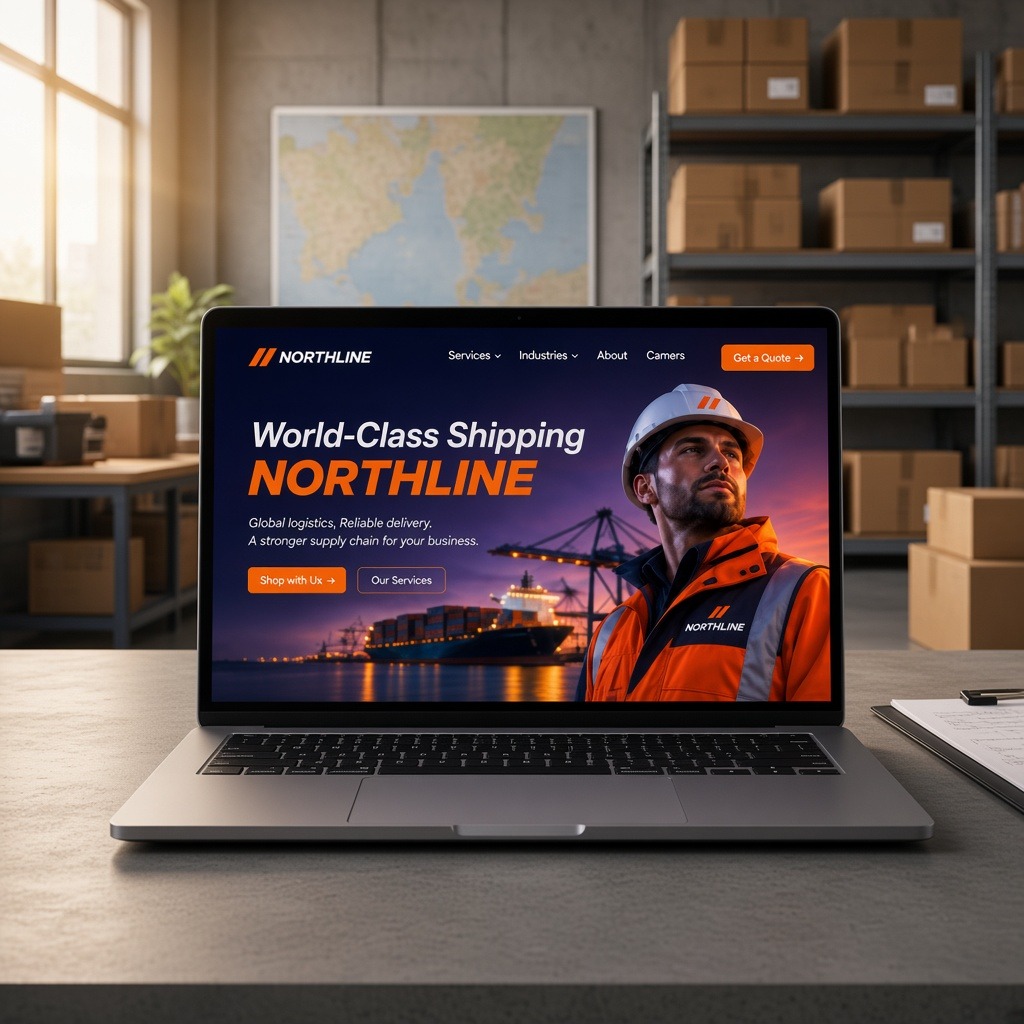 NORTHLINE
Services
Industries
About
Camers
Get a Quote →
World-Class Shipping
NORTHLINE
Global logistics, Reliable delivery.
A stronger supply chain for your business.
Shop with Ux →
Our Services
NORTHLINE